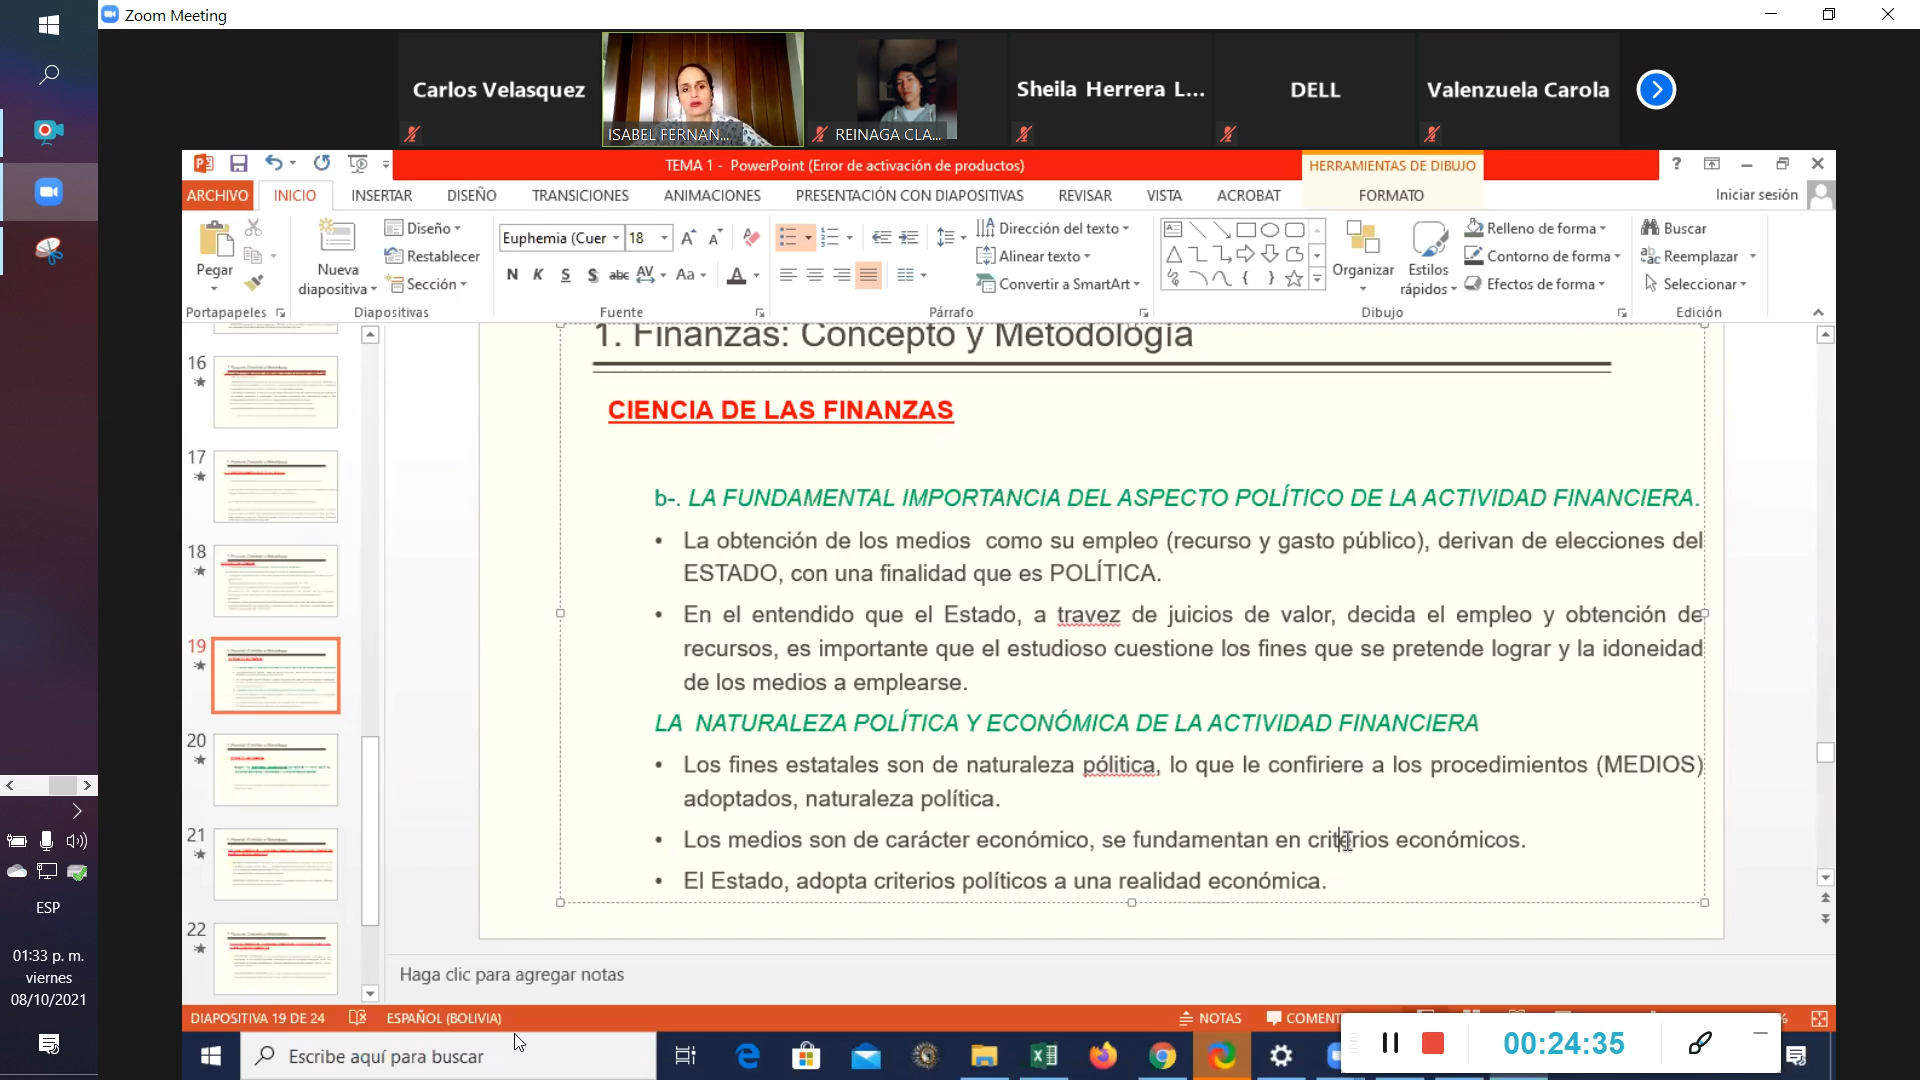 Zoom Meeting
Carlos Velasquez
ISABEL FERNAN...
REINAGA CLA...
Sheila Herrera L...
DELL
Valenzuela Carola
TEMA 1 - PowerPoint (Error de activación de productos)
HERRAMIENTAS DE DIBUJO
ARCHIVO INICIO INSERTAR DISEÑO TRANSICIONES ANIMACIONES PRESENTACIÓN CON DIAPOSITIVAS REVISAR VISTA ACROBAT FORMATO Iniciar sesión
Pegar
Nueva diapositiva
Diseño
Restablecer
Sección
Euphemia (Cuer 18
N K S S abc AV Aa A
Dirección del texto
Alinear texto
Convertir a SmartArt
Organizar
Estilos rápidos
Relleno de forma
Contorno de forma
Efectos de forma
Buscar
Reemplazar
Seleccionar
Portapapeles Diapositivas Fuente Párrafo Dibujo Edición
16
17
18
19
20
21
22
1. Finanzas: Concepto y Metodología
CIENCIA DE LAS FINANZAS
b-. LA FUNDAMENTAL IMPORTANCIA DEL ASPECTO POLÍTICO DE LA ACTIVIDAD FINANCIERA.
• La obtención de los medios  como su empleo (recurso y gasto público), derivan de elecciones del
ESTADO, con una finalidad que es POLÍTICA.
• En el entendido que el Estado, a travez de juicios de valor, decida el empleo y obtención de
recursos, es importante que el estudioso cuestione los fines que se pretende lograr y la idoneidad
de los medios a emplearse.
LA  NATURALEZA POLÍTICA Y ECONÓMICA DE LA ACTIVIDAD FINANCIERA
• Los fines estatales son de naturaleza pólitica, lo que le confiriere a los procedimientos (MEDIOS)
adoptados, naturaleza política.
• Los medios son de carácter económico, se fundamentan en criterios económicos.
• El Estado, adopta criterios políticos a una realidad económica.
Haga clic para agregar notas
DIAPOSITIVA 19 DE 24 ESPAÑOL (BOLIVIA) NOTAS COMENT
Escribe aquí para buscar
00:24:35
ESP
01:33 p. m.
viernes
08/10/2021